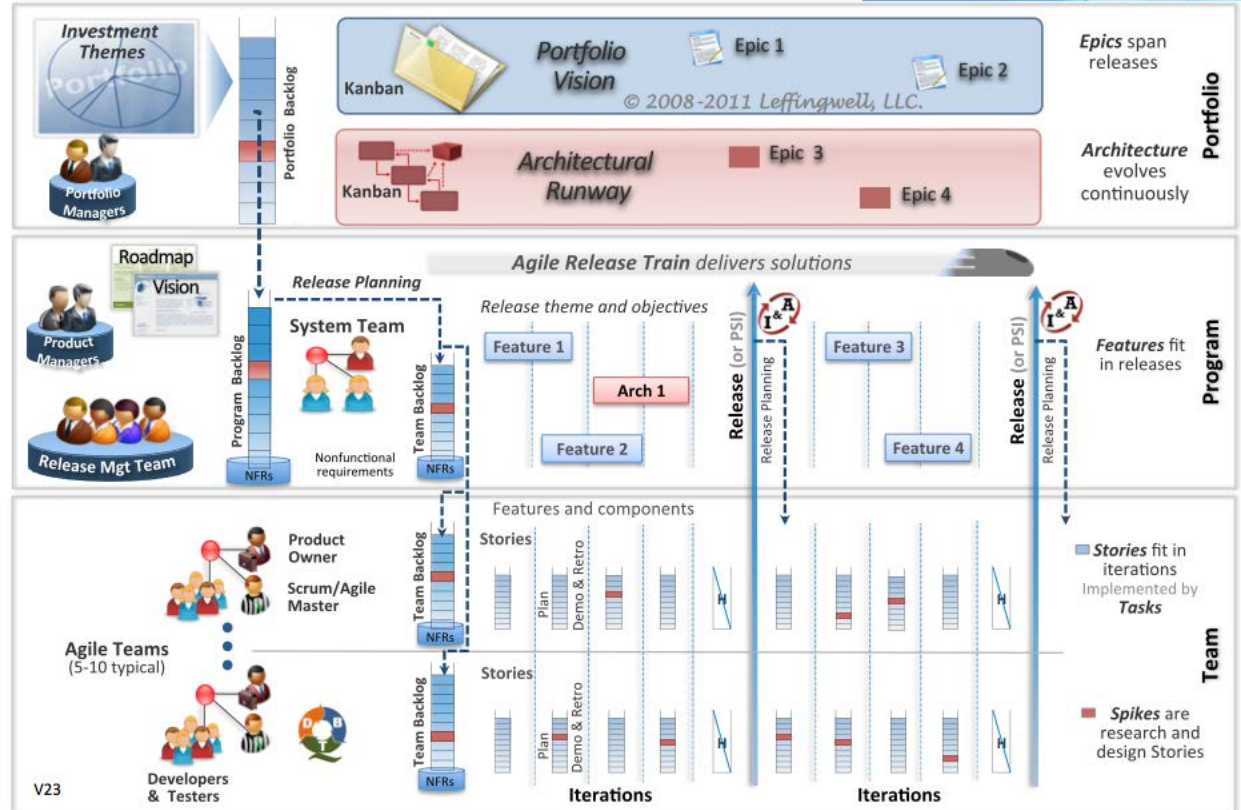 Investment
Themes
Portfolio
Portfolio
Managers
Portfolio Backlog
Kanban
Portfolio
Vision
Epic 1
Epic 2
© 2008-2011 Leffingwell, LLC.
Kanban
Architectural
Runway
Epic 3
Epic 4
Epics span
releases
Architecture
evolves
continuously
Portfolio
Roadmap
Vision
Product
Managers
Release Mgt Team
Program Backlog
NFRs
Release Planning
System Team
Nonfunctional
requirements
Team Backlog
NFRs
Agile Release Train delivers solutions
Release theme and objectives
Feature 1
Arch 1
Feature 2
Release (or PSI)
I & A
Release Planning
Feature 3
Feature 4
Release (or PSI)
I & A
Release Planning
Features fit
in releases
Program
Product
Owner
Scrum/Agile
Master
Agile Teams
(5-10 typical)
Developers
& Testers
D B
T
Team Backlog
NFRs
Team Backlog
NFRs
Features and components
Stories
Plan
Demo & Retro
H
H
Stories
Plan
Demo & Retro
H
H
Iterations
Iterations
Stories fit in
iterations
Implemented by
Tasks
Spikes are
research and
design Stories
Team
V23